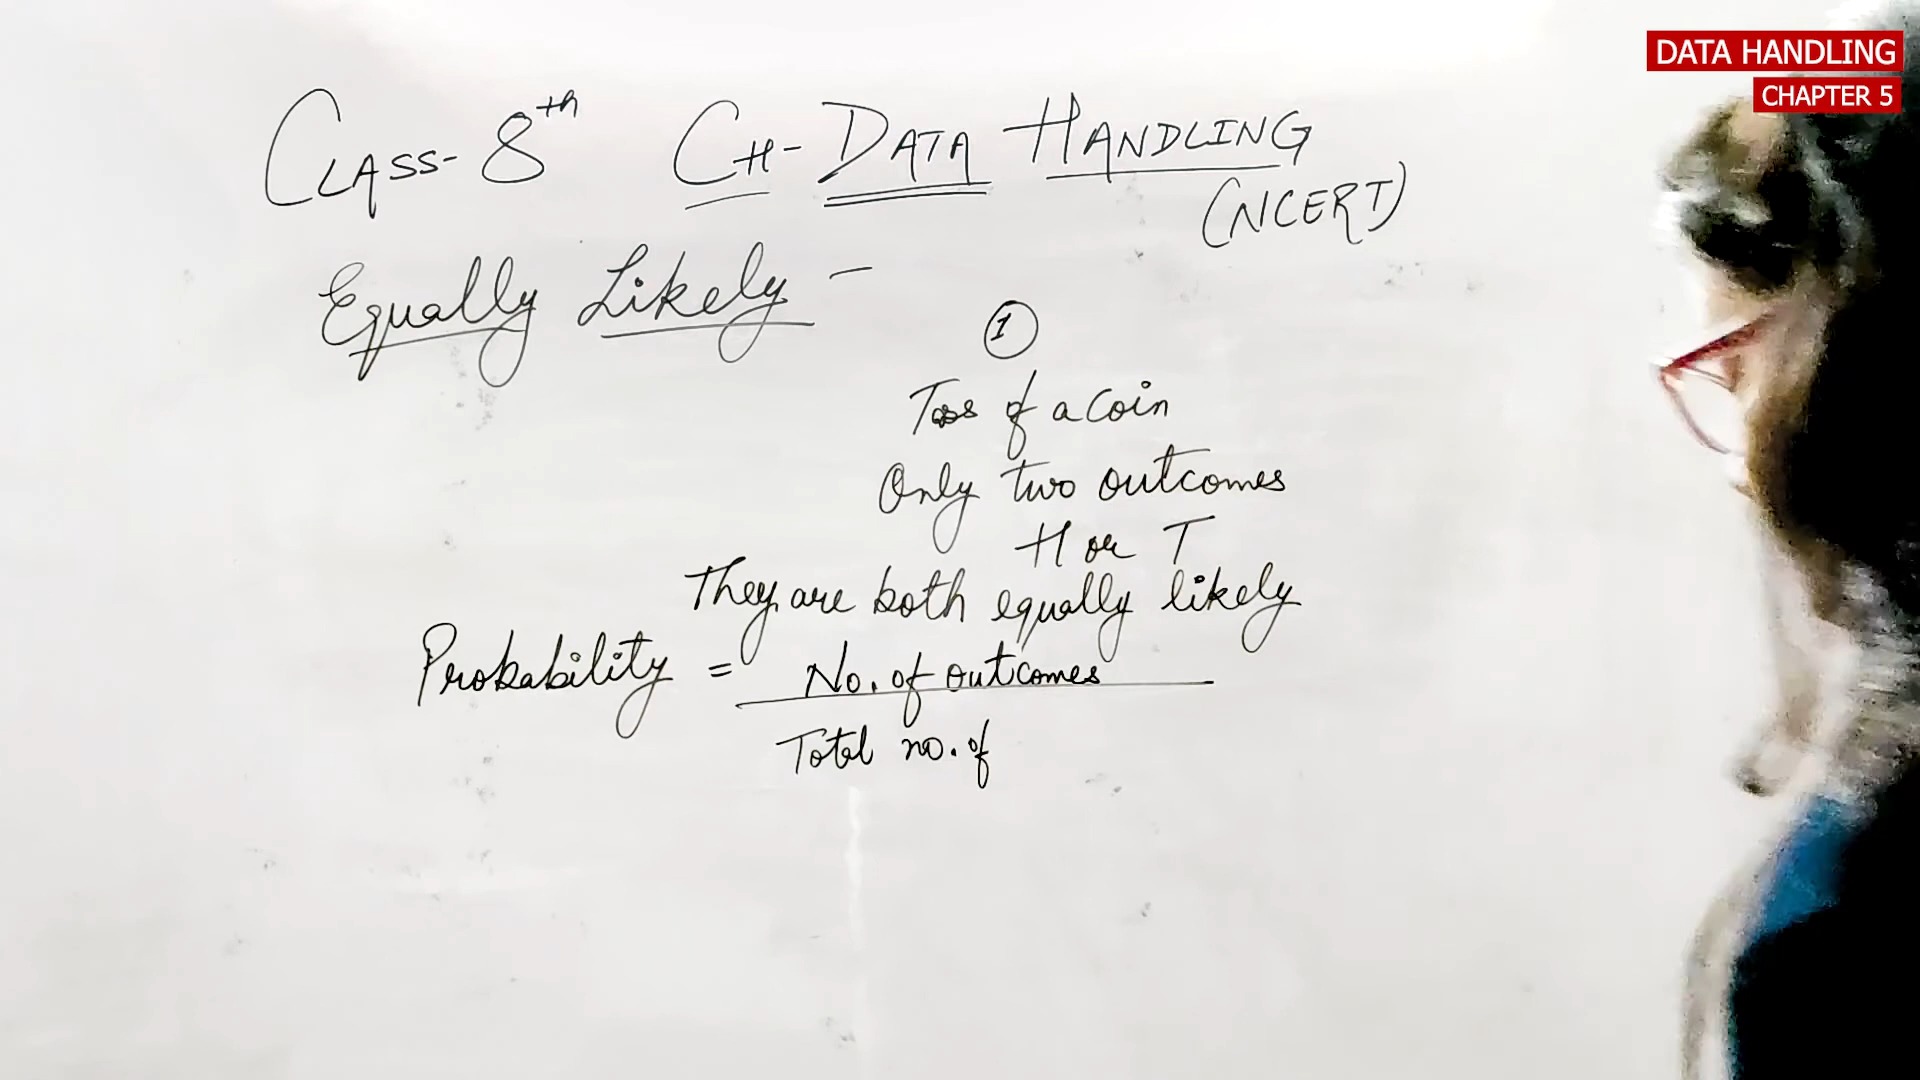 DATA HANDLING
CHAPTER 5
CLASS-8th CH-DATA HANDLING
(NCERT)
Equally Likely -
1
Toss of a coin
Only two outcomes
H or T
They are both equally likely
Probability = No. of outcomes
Total no. of